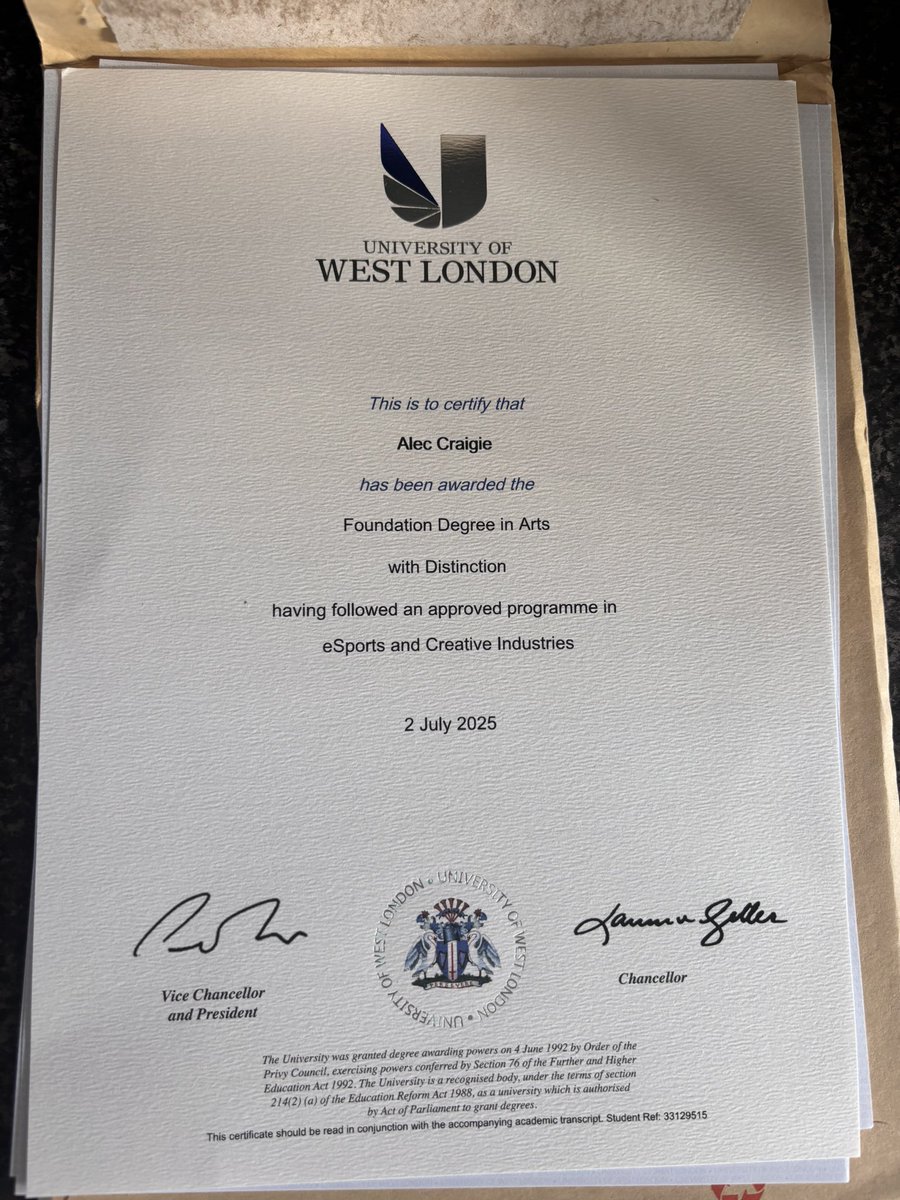 UNIVERSITY OF
WEST LONDON
This is to certify that
Alec Craigie
has been awarded the
Foundation Degree in Arts
with Distinction
having followed an approved programme in
eSports and Creative Industries
2 July 2025
UNIVERSITY OF WEST LONDON • UNIVERSITY OF WEST LONDON •
Vice Chancellor
and President
Chancellor
The University was granted degree awarding powers on 4 June 1992 by Order of the
Privy Council, exercising powers conferred by Section 76 of the Further and Higher
Education Act 1992. The University is a recognised body, under the terms of section
214(2) (a) of the Education Reform Act 1988, as a university which is authorised
by Act of Parliament to grant degrees.
This certificate should be read in conjunction with the accompanying academic transcript. Student Ref: 33129515